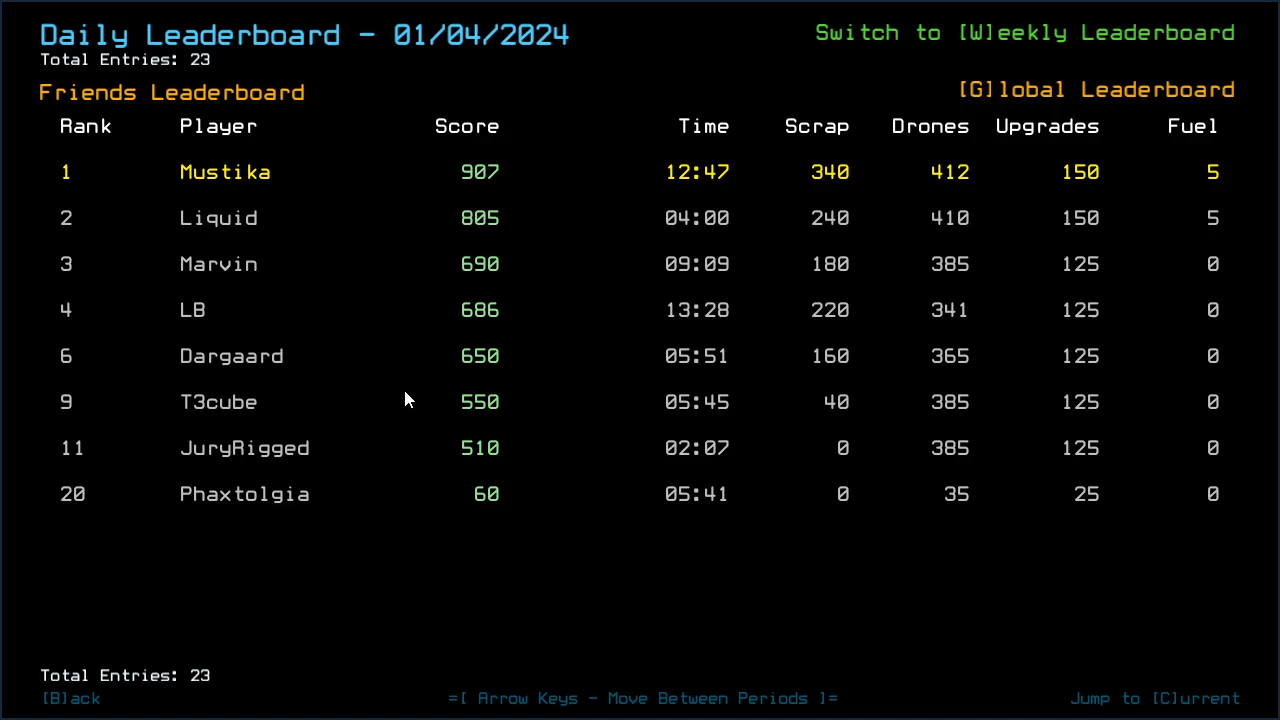 Daily Leaderboard - 01/04/2024 Switch to [W]eekly Leaderboard
Total Entries: 23
Friends Leaderboard [G]lobal Leaderboard
Rank Player Score Time Scrap Drones Upgrades Fuel
1 Mustika 907 12:47 340 412 150 5
2 Liquid 805 04:00 240 410 150 5
3 Marvin 690 09:09 180 385 125 0
4 LB 686 13:28 220 341 125 0
6 Dargaard 650 05:51 160 365 125 0
9 T3cube 550 05:45 40 385 125 0
11 JuryRigged 510 02:07 0 385 125 0
20 Phaxtolgia 60 05:41 0 35 25 0
Total Entries: 23
[B]ack =[ Arrow Keys - Move Between Periods ]= Jump to [C]urrent